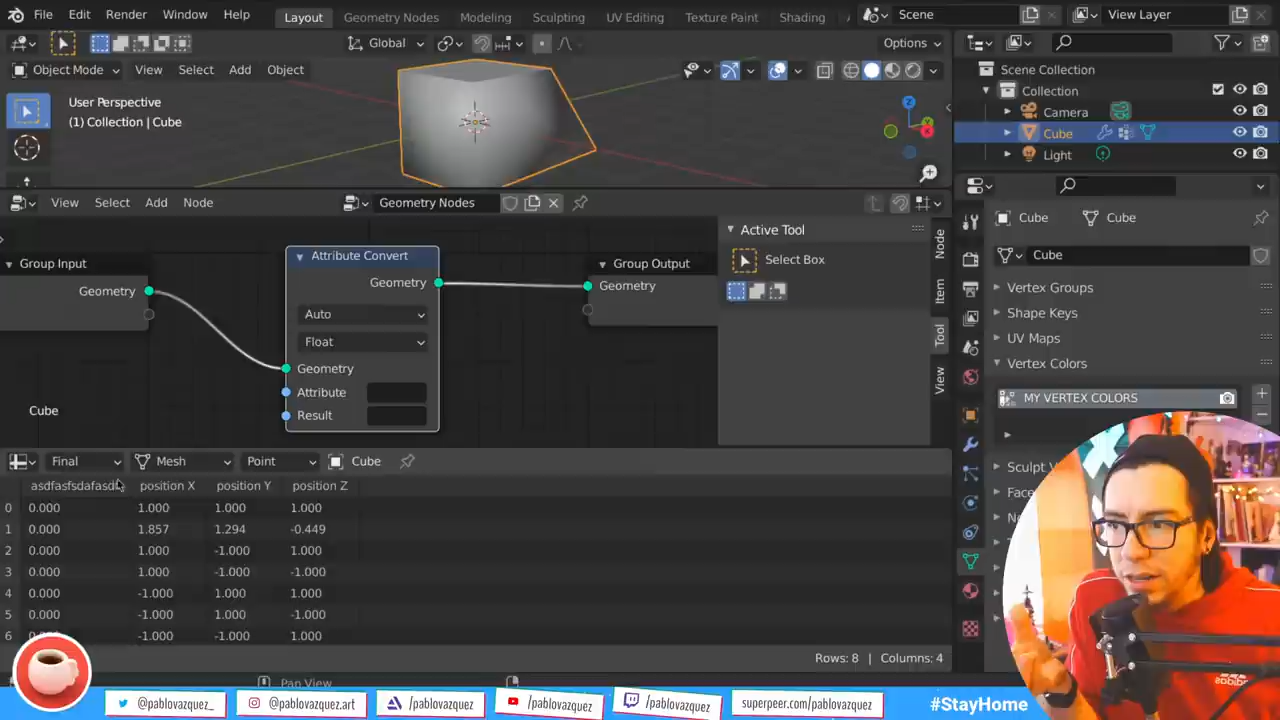 File Edit Render Window Help
Layout Geometry Nodes Modeling Sculpting UV Editing Texture Paint Shading
Scene
View Layer
Global
Options
Object Mode View Select Add Object
User Perspective
(1) Collection | Cube
Scene Collection
Collection
Camera
Cube
Light
View Select Add Node
Geometry Nodes
Group Input
Geometry
Attribute Convert
Geometry
Auto
Float
Geometry
Attribute
Result
Group Output
Geometry
Active Tool
Select Box
Node
Item
Tool
View
Cube
Cube Cube
Cube
Vertex Groups
Shape Keys
UV Maps
Vertex Colors
MY VERTEX COLORS
Sculpt V
Face
Final Mesh Point Cube
position X position Y position Z
0 0.000 1.000 1.000 1.000
1 0.000 1.857 1.294 -0.449
2 0.000 1.000 -1.000 1.000
3 0.000 1.000 -1.000 -1.000
4 0.000 -1.000 1.000 1.000
5 0.000 -1.000 1.000 -1.000
6 -1.000 -1.000 1.000
Rows: 8 | Columns: 4
Pan View
@pablovazquez_ @pablovazquez.art /pablovazquez /pablovazquez /pablovazquez superpeer.com/pablovazquez #StayHome